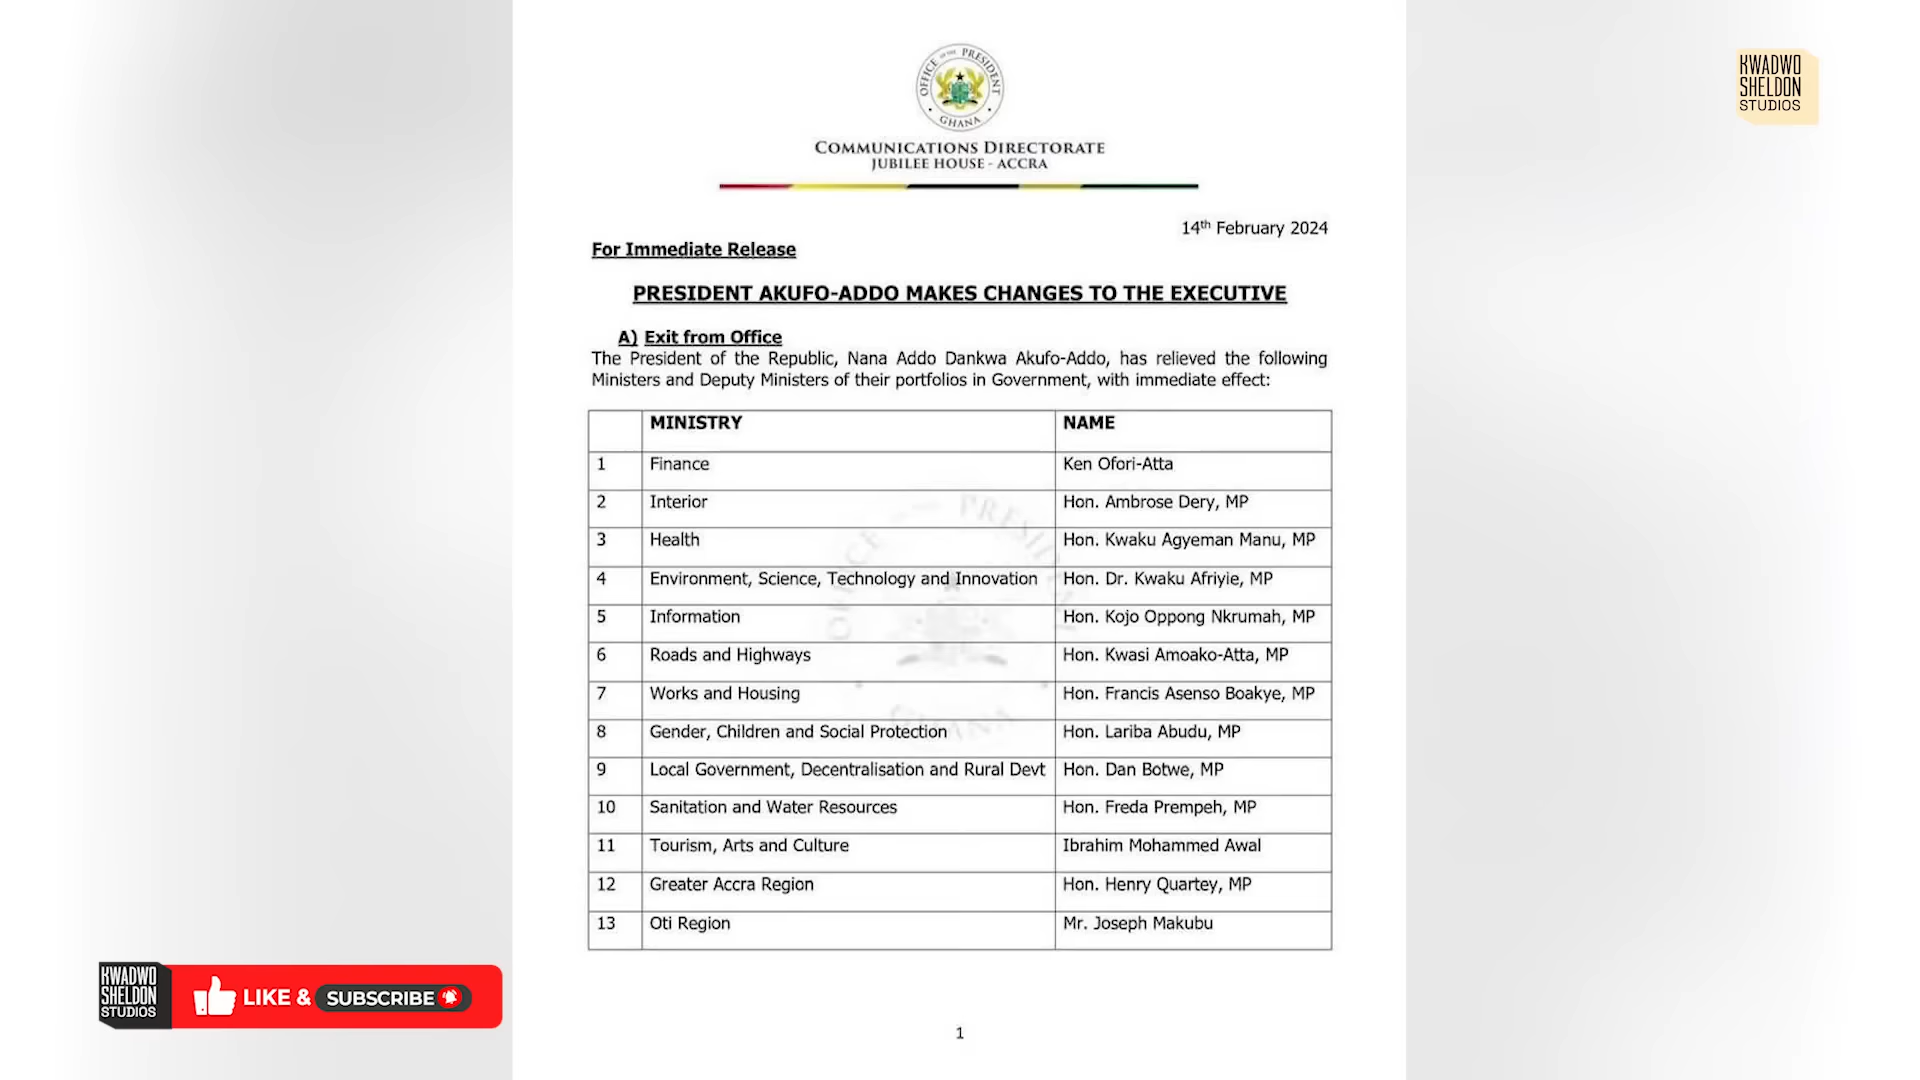 OFFICE OF THE PRESIDENT
GHANA
COMMUNICATIONS DIRECTORATE
JUBILEE HOUSE - ACCRA
KWADWO
SHELDON
STUDIOS
14th February 2024
For Immediate Release
PRESIDENT AKUFO-ADDO MAKES CHANGES TO THE EXECUTIVE
A) Exit from Office
The President of the Republic, Nana Addo Dankwa Akufo-Addo, has relieved the following
Ministers and Deputy Ministers of their portfolios in Government, with immediate effect:
MINISTRY NAME
1 Finance Ken Ofori-Atta
2 Interior Hon. Ambrose Dery, MP
3 Health Hon. Kwaku Agyeman Manu, MP
4 Environment, Science, Technology and Innovation Hon. Dr. Kwaku Afriyie, MP
5 Information Hon. Kojo Oppong Nkrumah, MP
6 Roads and Highways Hon. Kwasi Amoako-Atta, MP
7 Works and Housing Hon. Francis Asenso Boakye, MP
8 Gender, Children and Social Protection Hon. Lariba Abudu, MP
9 Local Government, Decentralisation and Rural Devt Hon. Dan Botwe, MP
10 Sanitation and Water Resources Hon. Freda Prempeh, MP
11 Tourism, Arts and Culture Ibrahim Mohammed Awal
12 Greater Accra Region Hon. Henry Quartey, MP
13 Oti Region Mr. Joseph Makubu
OFFICE PRESIDENT
GHANA
KWADWO
SHELDON
STUDIOS
LIKE & SUBSCRIBE
1